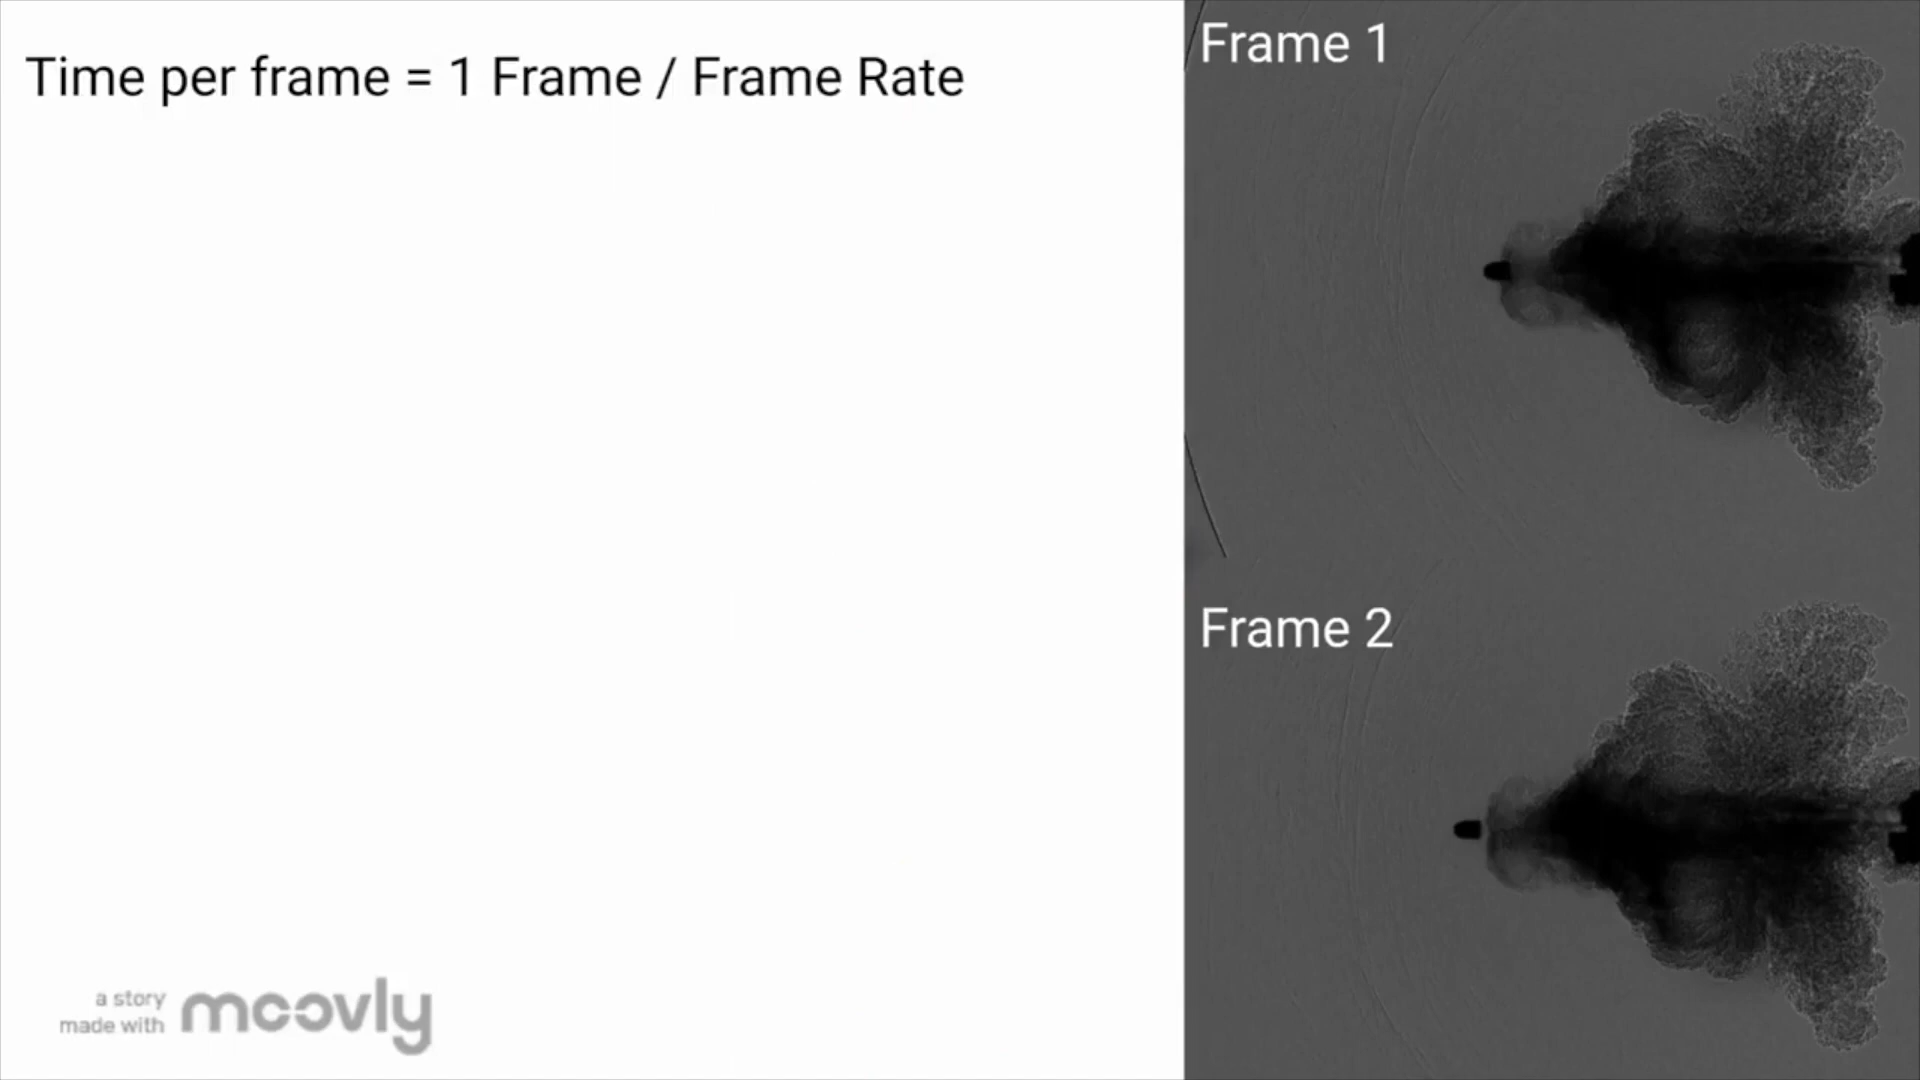 Time per frame = 1 Frame / Frame Rate
Frame 1
Frame 2
a story
made with
moovly